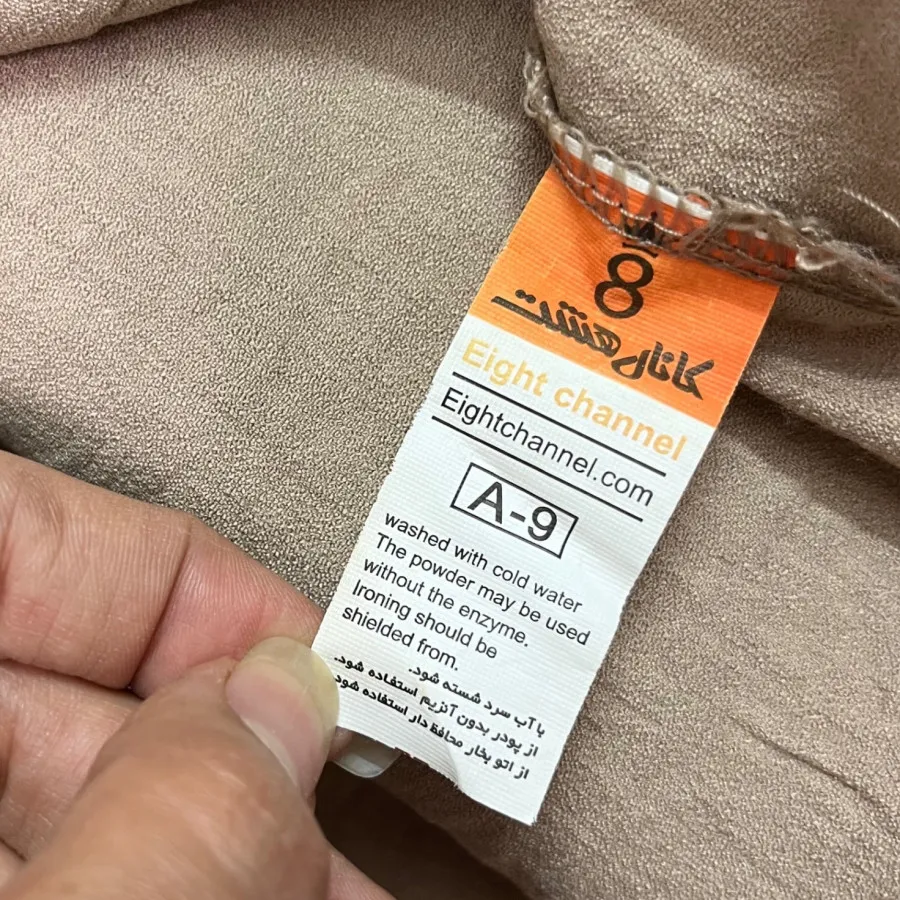 8
کانال هشت
Eight channel
Eightchannel.com
A-9
washed with cold water
The powder may be used
without the enzyme.
Ironing should be
shielded from.
با آب سرد شسته شود.
از پودر بدون آنزیم استفاده شود.
از اتو بخار محافظ دار استفاده شود